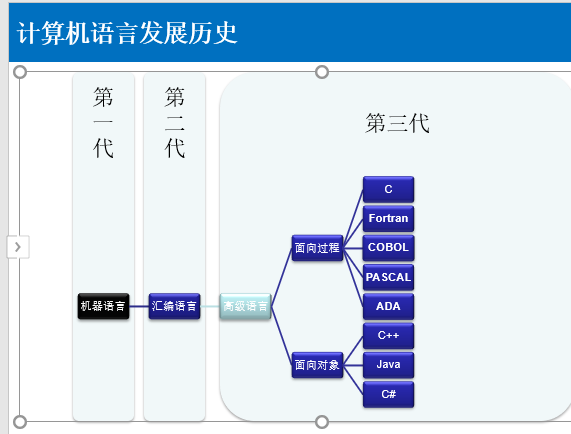 计算机语言发展历史
第一代
第二代
第三代
机器语言
汇编语言
高级语言
面向过程
C
Fortran
COBOL
PASCAL
ADA
面向对象
C++
Java
C#